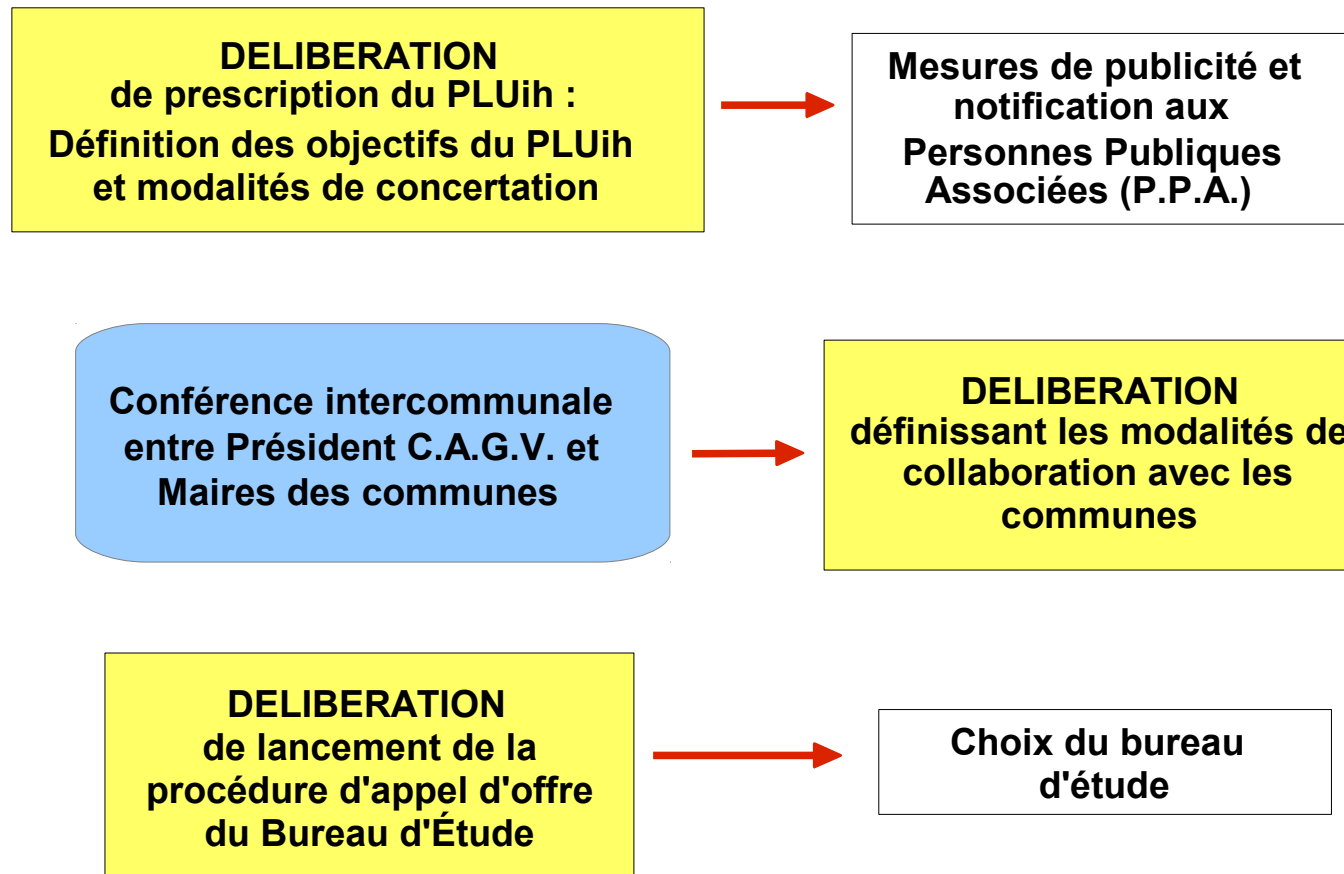 DELIBERATION
de prescription du PLUih :
Définition des objectifs du PLUih
et modalités de concertation
Mesures de publicité et
notification aux
Personnes Publiques
Associées (P.P.A.)
Conférence intercommunale
entre Président C.A.G.V. et
Maires des communes
DELIBERATION
définissant les modalités de
collaboration avec les
communes
DELIBERATION
de lancement de la
procédure d'appel d'offre
du Bureau d'Étude
Choix du bureau
d'étude